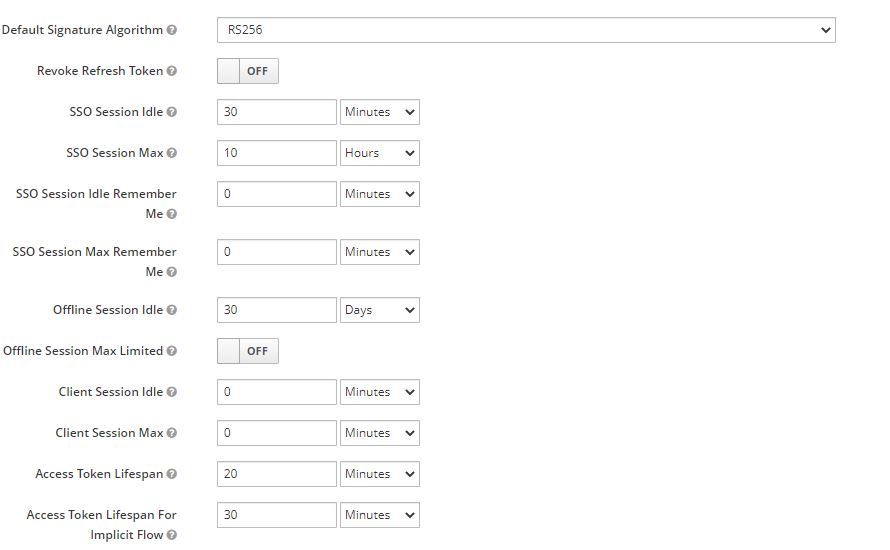 Default Signature Algorithm RS256
Revoke Refresh Token OFF
SSO Session Idle 30 Minutes
SSO Session Max 10 Hours
SSO Session Idle Remember
Me 0 Minutes
SSO Session Max Remember
Me 0 Minutes
Offline Session Idle 30 Days
Offline Session Max Limited OFF
Client Session Idle 0 Minutes
Client Session Max 0 Minutes
Access Token Lifespan 20 Minutes
Access Token Lifespan For
Implicit Flow 30 Minutes